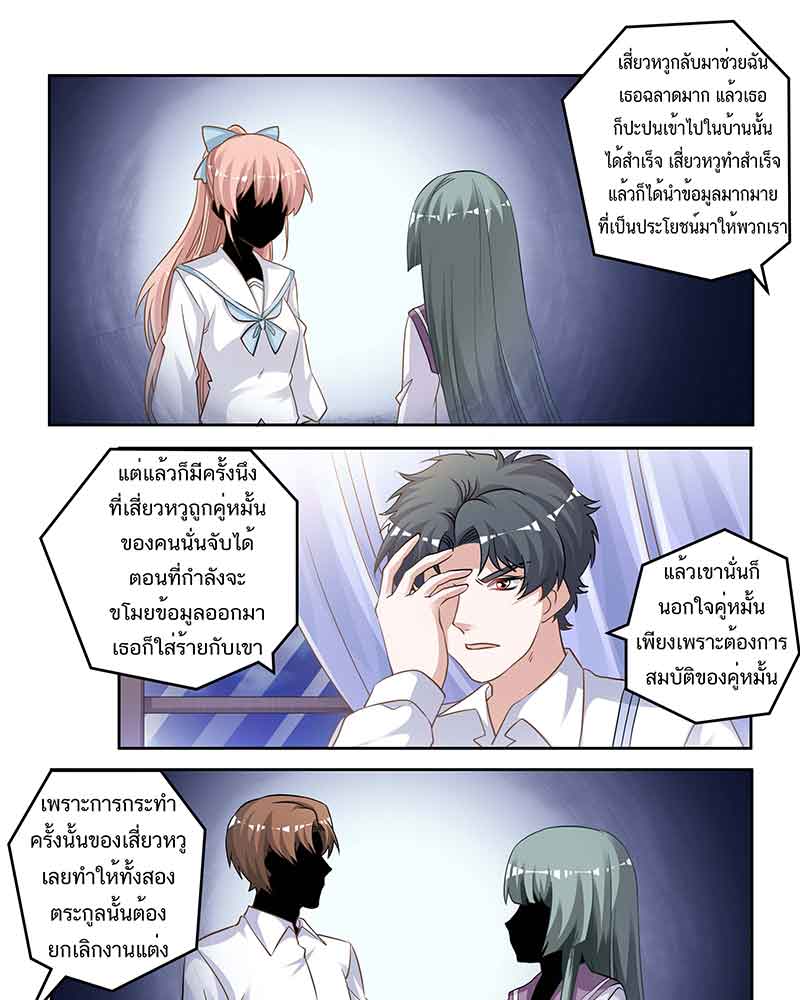 เสี่ยวหวูกลับมาช่วยฉัน
เธอฉลาดมาก แล้วเธอ
ก็ปะปนเข้าไปในบ้านนั้น
ได้สำเร็จ เสี่ยวหวูทำสำเร็จ
แล้วก็ได้นำข้อมูลมากมาย
ที่เป็นประโยชน์มาให้พวกเรา
แต่แล้วก็มีครั้งนึง
ที่เสี่ยวหวูถูกคู่หมั้น
ของคนนั่นจับได้
ตอนที่กำลังจะ
ขโมยข้อมูลออกมา
เธอก็ใส่ร้ายกับเขา
แล้วเขานั่นก็
นอกใจคู่หมั้น
เพียงเพราะต้องการ
สมบัติของคู่หมั้น
เพราะการกระทำ
ครั้งนั้นของเสี่ยวหวู
เลยทำให้ทั้งสอง
ตระกูลนั้นต้อง
ยกเลิกงานแต่ง